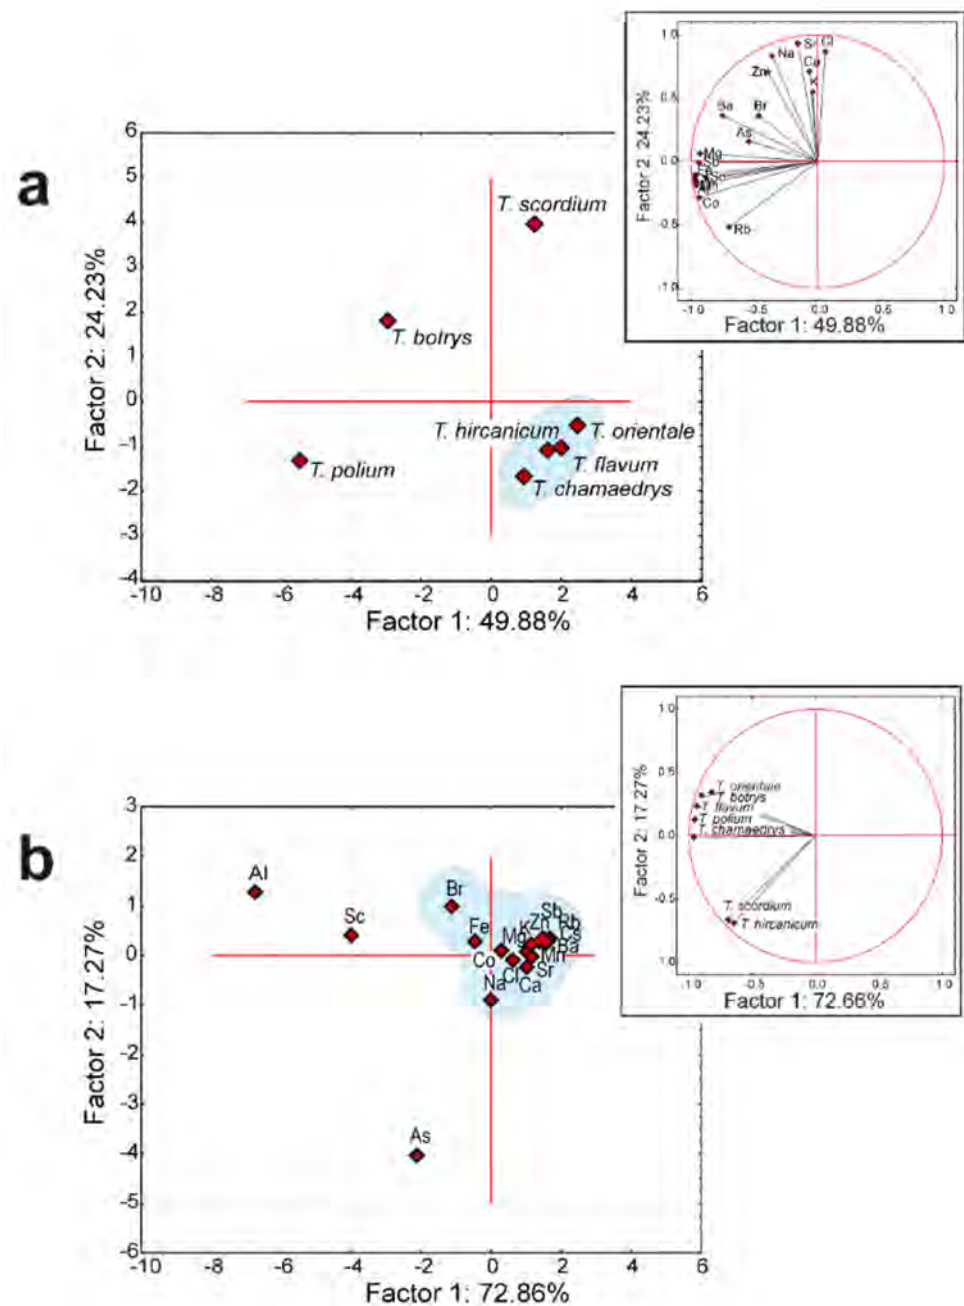 a
Factor 2: 24.23%
6
5
4
3
2
1
0
-1
-2
-3
-4
T. scordium
T. botrys
T. hircanicum
T. orientale
T. polium
T. flavum
T. chamaedrys
-10
-8
-6
-4
-2
0
2
4
6
Factor 1: 49.88%
Factor 2. 24.23%
1.0
0.5
0.0
-0.5
-1.0
Na
Sr
Cl
Zn
Ca
K
Ba
Br
As
Mg
Sb
Fe
Sc
Co
Rb
-1.0
-0.5
0.0
0.5
1.0
Factor 1: 49.88%
b
Factor 2: 17.27%
3
2
1
0
-1
-2
-3
-4
-5
-6
Al
Sc
Br
Fe
Co
Na
Mg
K
Zn
Sb
Rb
Cs
Ba
Mn
Cl
Sr
Ca
As
-10
-8
-6
-4
-2
0
2
4
6
Factor 1: 72.86%
Factor 2: 17.27%
1.0
0.5
0.0
-0.5
-1.0
T. orientale
T. botrys
T. flavum
T. polium
T. chamaedrys
T. scordium
T. hircanicum
-1.0
-0.5
0.0
0.5
1.0
Factor 1: 72.66%